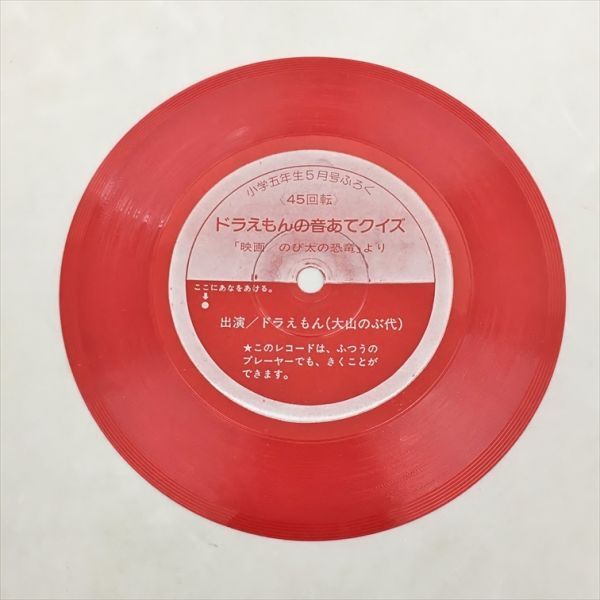 小学五年生5月号ふろく
〈45回転〉
ドラえもんの音あてクイズ
「映画 のび太の恐竜」より
ここにあなをあける。
⇓
●
出演/ドラえもん(大山のぶ代)
★このレコードは、ふつうの
プレーヤーでも、きくことが
できます。